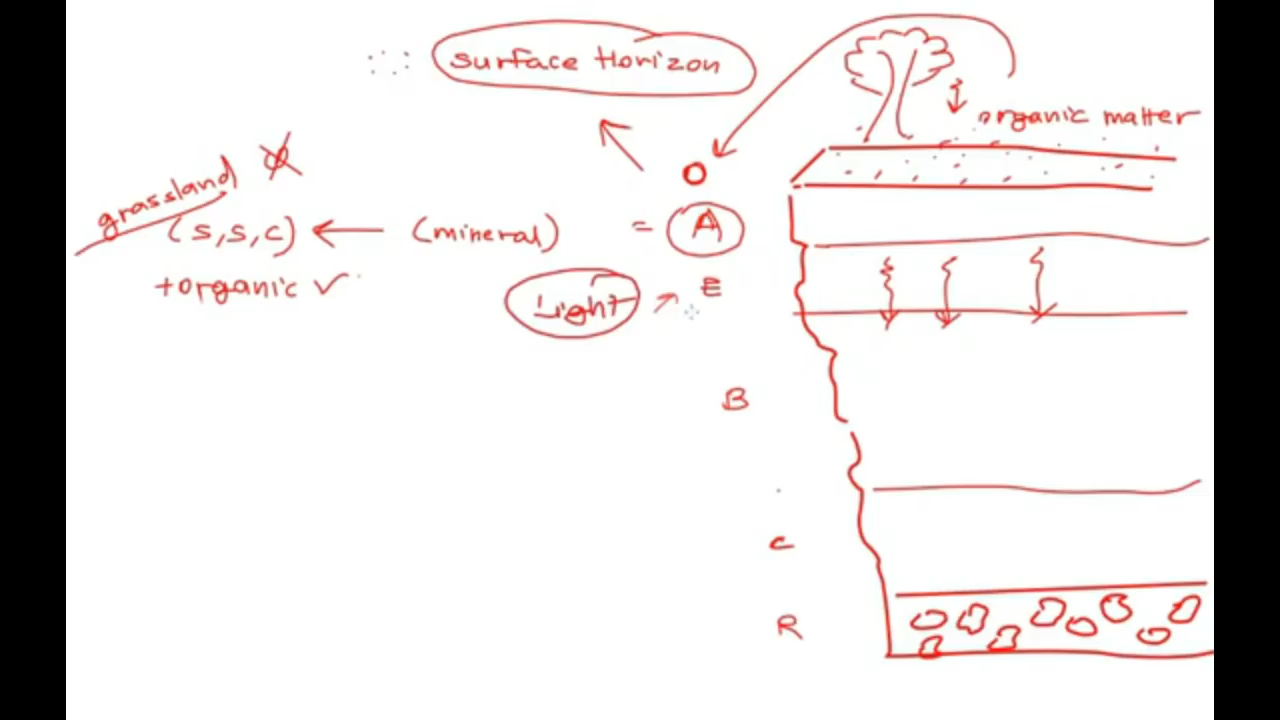 surface Horizon
organic matter
grassland O
O
(S,S,C) ← (mineral) = A
+organic ✓
Light → E
B
C
R